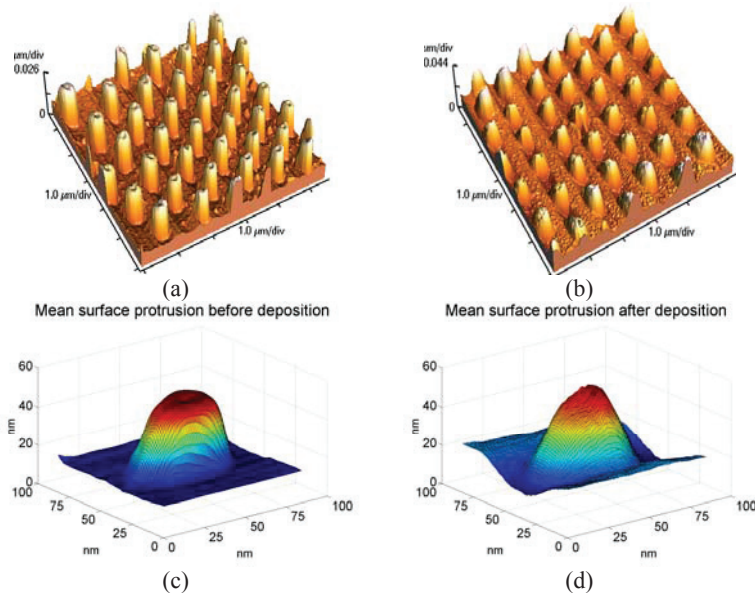 μm/div
0.026
0
1.0 μm/div
1.0 μm/div
(a)
μm/div
0.044
0
1.0 μm/div
1.0 μm/div
(b)
Mean surface protrusion before deposition
60
40
20
0
nm
100
75
50
25
0
nm
0
25
50
75
100
nm
(c)
Mean surface protrusion after deposition
60
40
20
0
nm
100
75
50
25
0
nm
0
25
50
75
100
nm
(d)